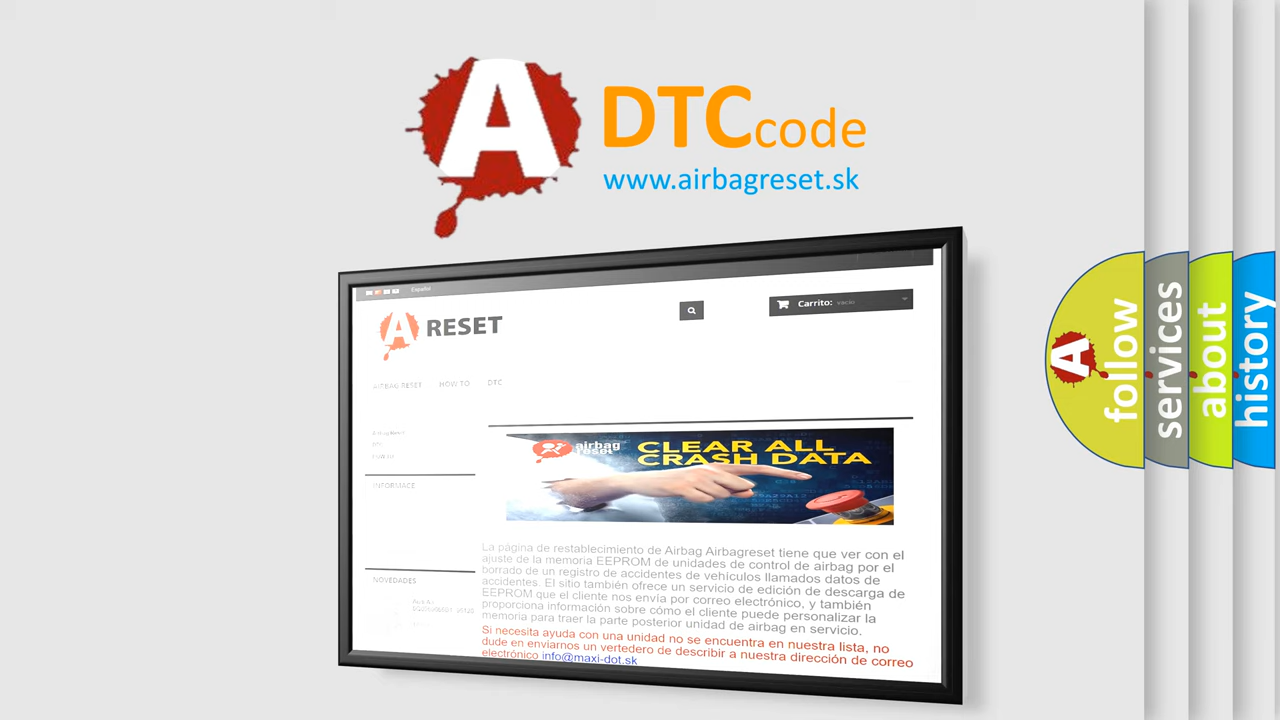 A DTCcode
www.airbagreset.sk
Español
Carrito: vacío
A RESET
AIRBAG RESET HOW TO DTC
INFORMACE
airbag
reset
CLEAR ALL
CRASH DATA
La página de restablecimiento de Airbag Airbagreset tiene que ver con el
ajuste de la memoria EEPROM de unidades de control de airbag por el
borrado de un registro de accidentes de vehículos llamados datos de
accidentes. El sitio también ofrece un servicio de edición de descarga de
EEPROM que el cliente nos envía por correo electrónico, y también
proporciona información sobre cómo el cliente puede personalizar la
memoria para traer la parte posterior unidad de airbag en servicio.
Si necesita ayuda con una unidad no se encuentra en nuestra lista, no
dude en enviarnos un vertedero de describir a nuestra dirección de correo
electrónico info@maxi-dot.sk
NOVEDADES
A follow
services
about
history